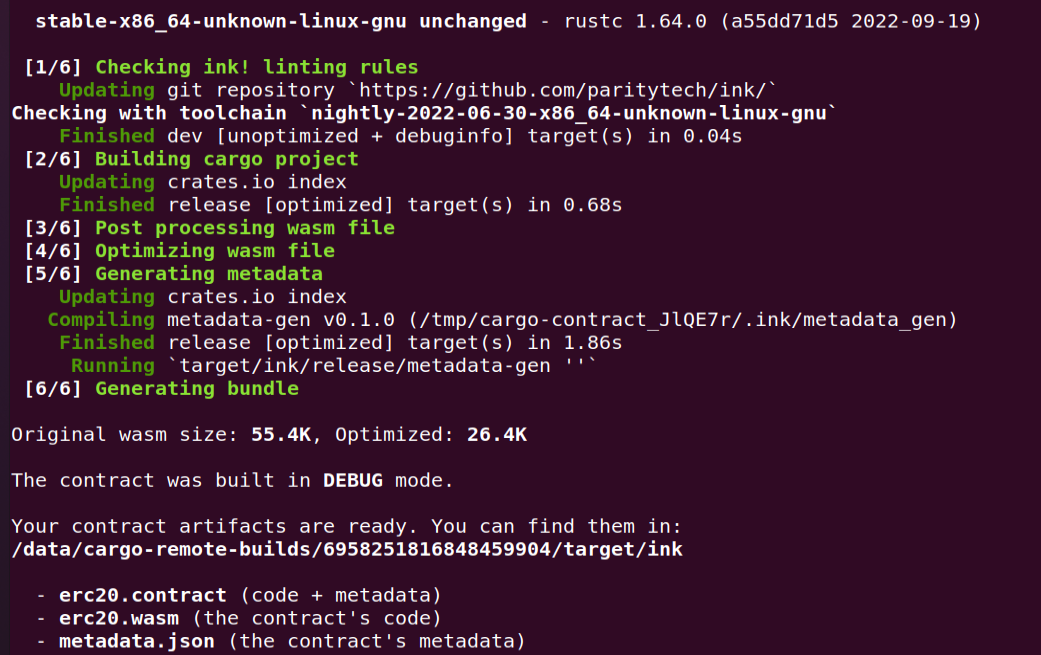 stable-x86_64-unknown-linux-gnu unchanged - rustc 1.64.0 (a55dd71d5 2022-09-19)
[1/6] Checking ink! linting rules
Updating git repository `https://github.com/paritytech/ink/`
Checking with toolchain `nightly-2022-06-30-x86_64-unknown-linux-gnu`
Finished dev [unoptimized + debuginfo] target(s) in 0.04s
[2/6] Building cargo project
Updating crates.io index
Finished release [optimized] target(s) in 0.68s
[3/6] Post processing wasm file
[4/6] Optimizing wasm file
[5/6] Generating metadata
Updating crates.io index
Compiling metadata-gen v0.1.0 (/tmp/cargo-contract_JlQE7r/.ink/metadata_gen)
Finished release [optimized] target(s) in 1.86s
Running `target/ink/release/metadata-gen ''`
[6/6] Generating bundle
Original wasm size: 55.4K, Optimized: 26.4K
The contract was built in DEBUG mode.
Your contract artifacts are ready. You can find them in:
/data/cargo-remote-builds/6958251816848459904/target/ink
- erc20.contract (code + metadata)
- erc20.wasm (the contract's code)
- metadata.json (the contract's metadata)